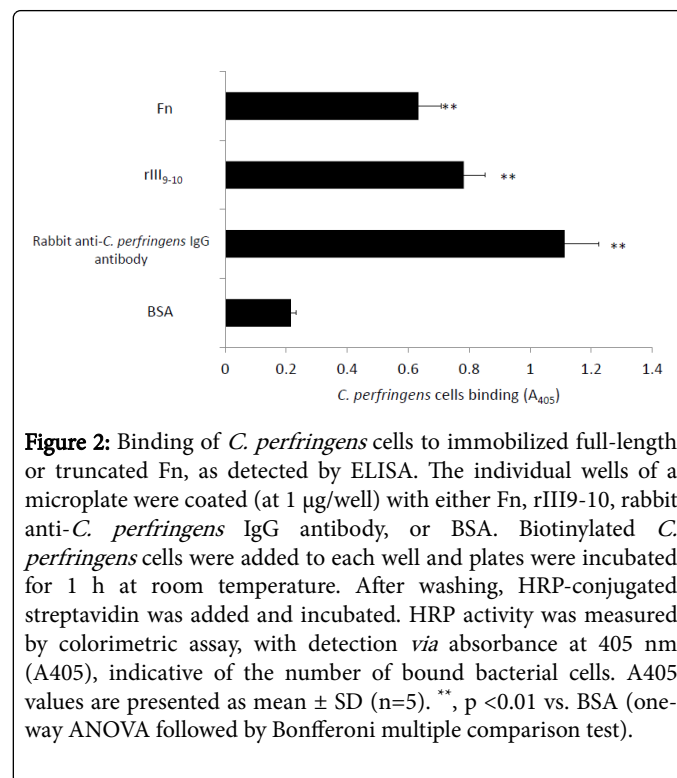 Fn
**
rIII9-10
**
Rabbit anti-C. perfringens IgG
antibody
**
BSA
0 0.2 0.4 0.6 0.8 1 1.2 1.4
C. perfringens cells binding (A405)
Figure 2: Binding of C. perfringens cells to immobilized full-length
or truncated Fn, as detected by ELISA. The individual wells of a
microplate were coated (at 1 μg/well) with either Fn, rIII9-10, rabbit
anti-C. perfringens IgG antibody, or BSA. Biotinylated C.
perfringens cells were added to each well and plates were incubated
for 1 h at room temperature. After washing, HRP-conjugated
streptavidin was added and incubated. HRP activity was measured
by colorimetric assay, with detection via absorbance at 405 nm
(A405), indicative of the number of bound bacterial cells. A405
values are presented as mean ± SD (n=5). **, p <0.01 vs. BSA (one-
way ANOVA followed by Bonfferoni multiple comparison test).